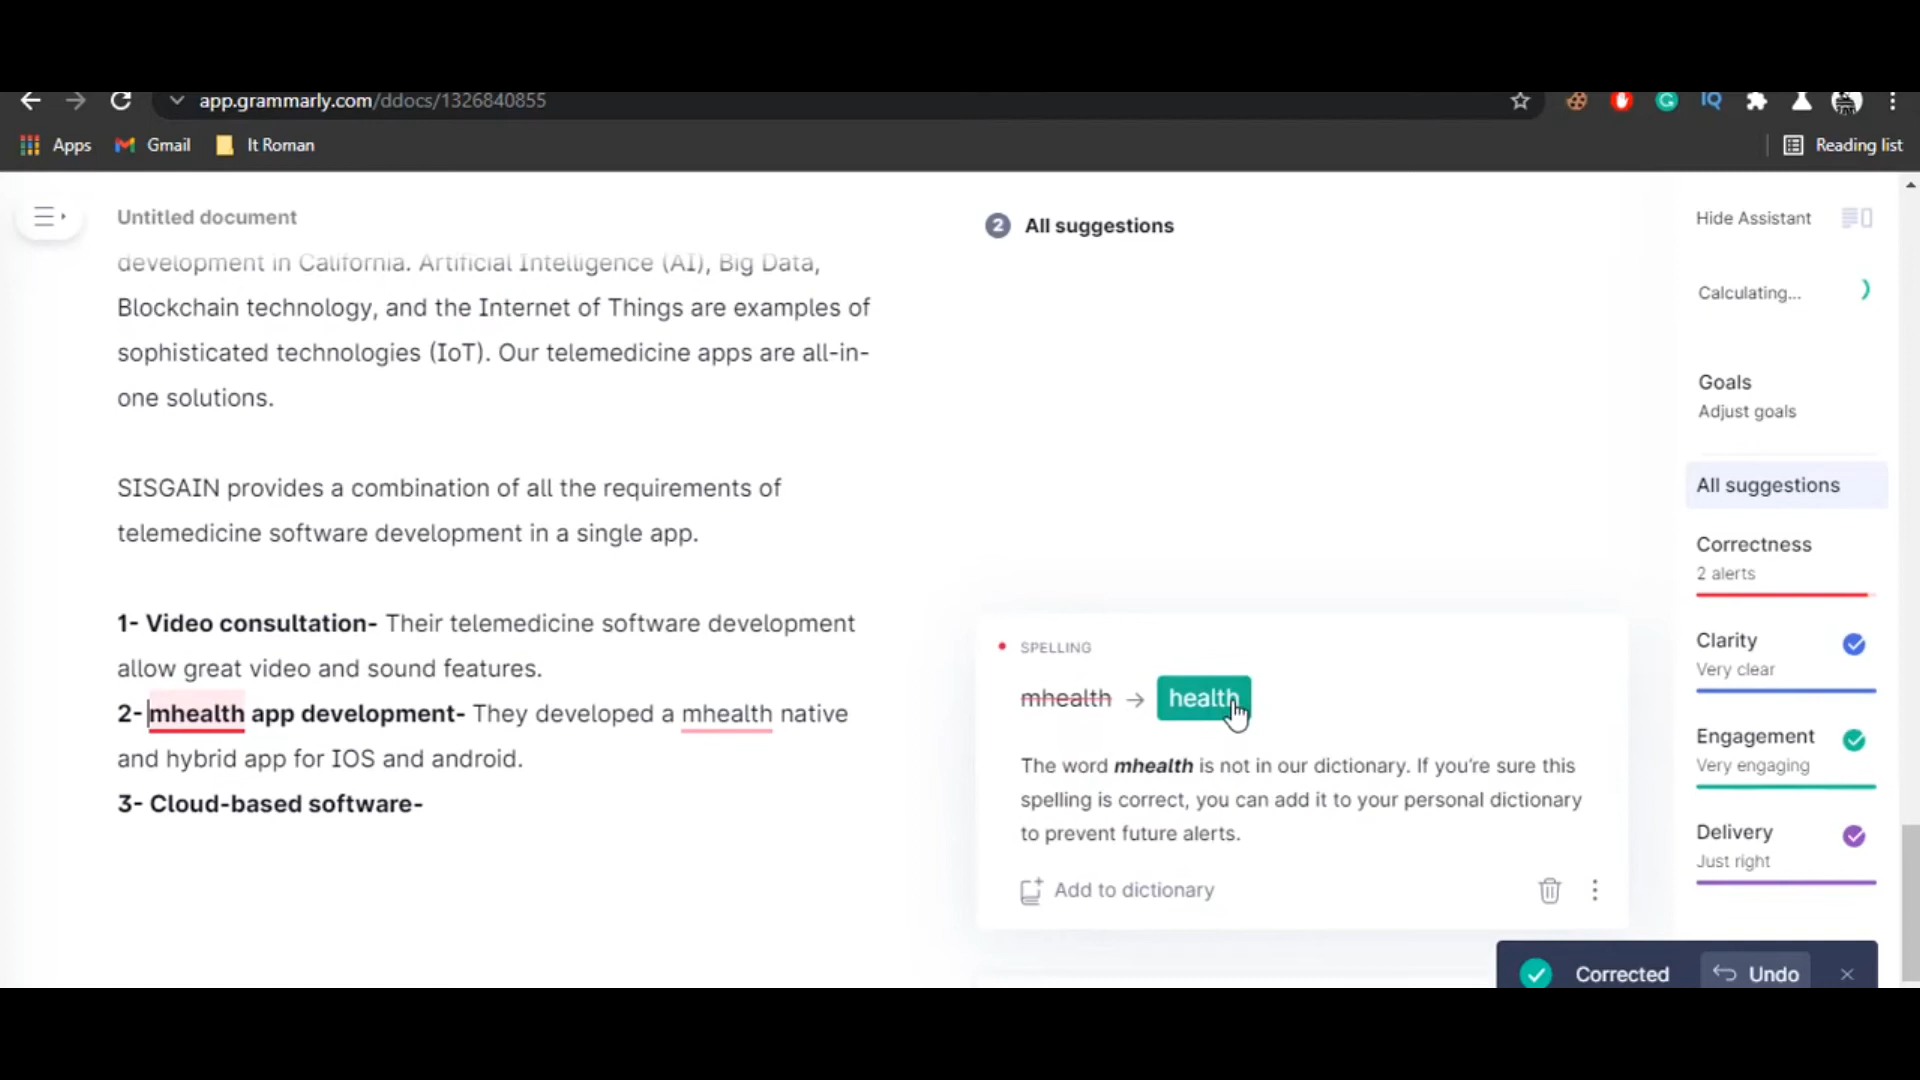 app.grammarly.com/ddocs/1326840855
IQ
Apps
Gmail
It Roman
Reading list
Untitled document
development in California. Artificial Intelligence (AI), Big Data,
Blockchain technology, and the Internet of Things are examples of
sophisticated technologies (IoT). Our telemedicine apps are all-in-
one solutions.
SISGAIN provides a combination of all the requirements of
telemedicine software development in a single app.
1- Video consultation- Their telemedicine software development
allow great video and sound features.
2- mhealth app development- They developed a mhealth native
and hybrid app for IOS and android.
3- Cloud-based software-
2 All suggestions
SPELLING
mhealth → health
The word mhealth is not in our dictionary. If you're sure this
spelling is correct, you can add it to your personal dictionary
to prevent future alerts.
Add to dictionary
Hide Assistant
Calculating...
Goals
Adjust goals
All suggestions
Correctness
2 alerts
Clarity
Very clear
Engagement
Very engaging
Delivery
Just right
Corrected
Undo